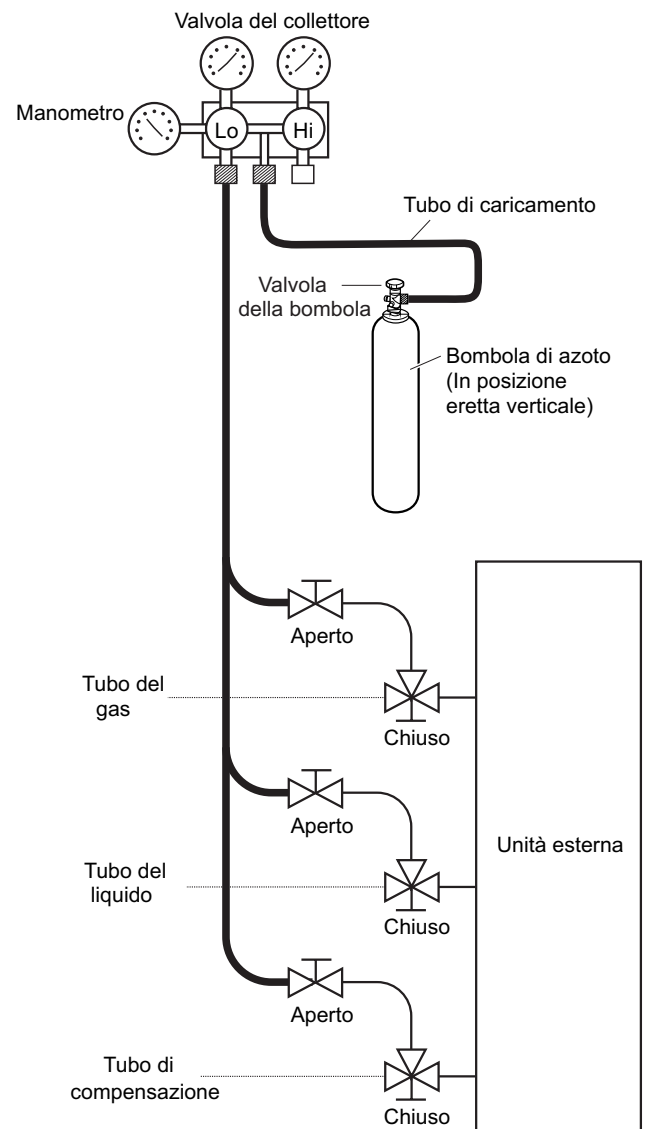 Valvola del collettore
Manometro
Lo
Hi
Tubo di caricamento
Valvola
della bombola
Bombola di azoto
(In posizione
eretta verticale)
Aperto
Tubo del
gas
Chiuso
Aperto
Unità esterna
Tubo del
liquido
Chiuso
Aperto
Tubo di
compensazione
Chiuso